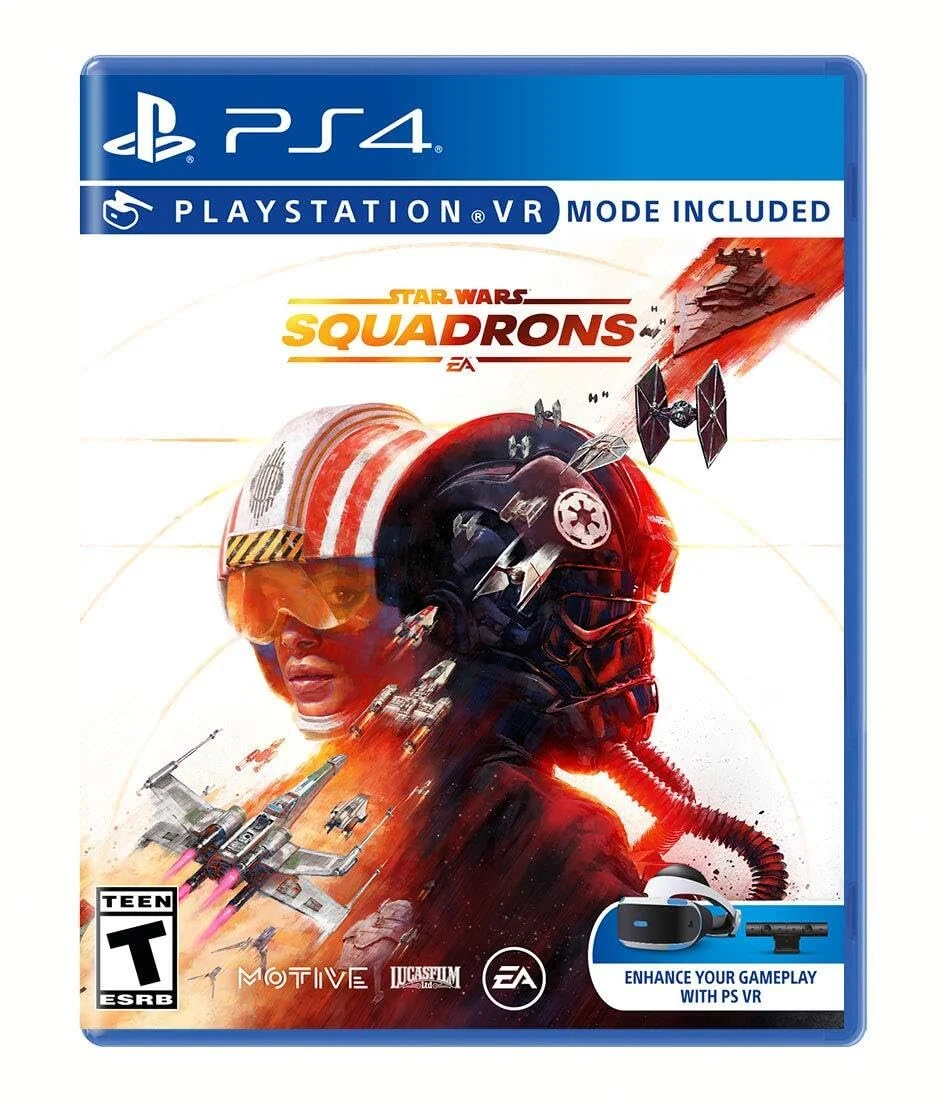 PS4®
PLAYSTATION®VR MODE INCLUDED
STAR WARS
SQUADRONS
EA
TEEN
T
ESRB
MOTIVE
LUCASFILM
Ltd
EA
ENHANCE YOUR GAMEPLAY
WITH PS VR